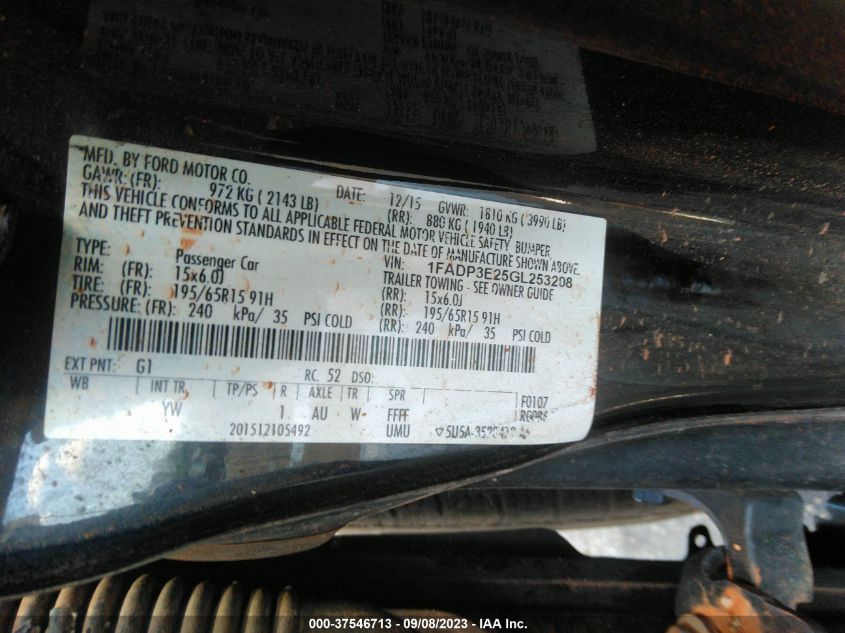 MFD. BY FORD MOTOR CO. DATE: 12/15 GVWR: 1810 KG ( 3990 LB)
GAWR: (FR): 972 KG ( 2143 LB) (RR): 880 KG ( 1940 LB)
THIS VEHICLE CONFORMS TO ALL APPLICABLE FEDERAL MOTOR VEHICLE SAFETY, BUMPER
AND THEFT PREVENTION STANDARDS IN EFFECT ON THE DATE OF MANUFACTURE SHOWN ABOVE.
VIN: 1FADP3E25GL253208
TYPE: Passenger Car TRAILER TOWING - SEE OWNER GUIDE
RIM: (FR): 15x6.0J (RR): 15x6.0J
TIRE: (FR): 195/65R15 91H (RR): 195/65R15 91H
PRESSURE: (FR): 240 kPa/ 35 PSI COLD (RR): 240 kPa/ 35 PSI COLD
EXT PNT: G1 RC: 52 DSO:
WB INT TR TP/PS R AXLE TR SPR F0107
YW 1 AU W FFFF
201512105492 UMU
000-37546713 - 09/08/2023 - IAA Inc.